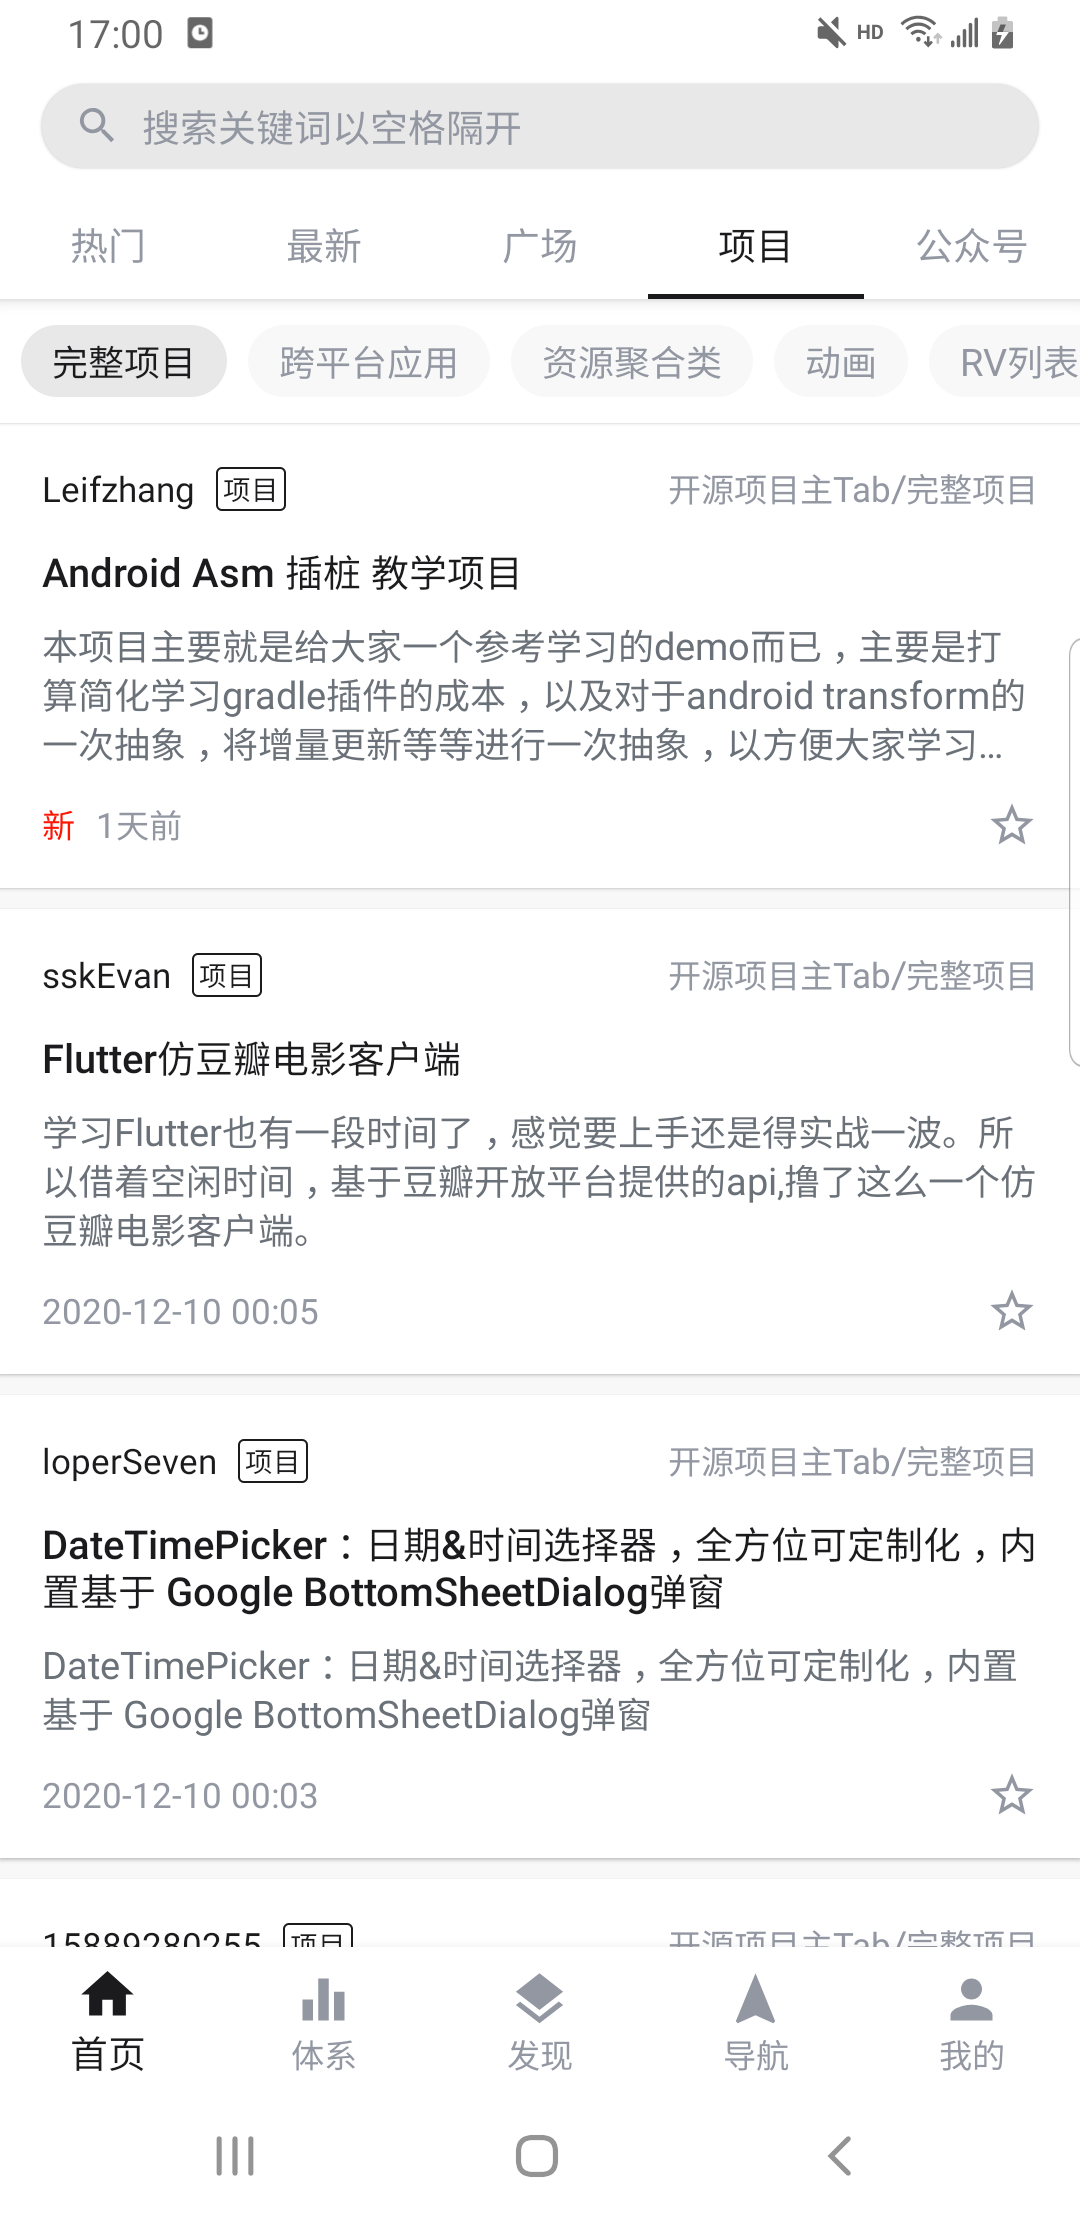 17:00
HD
搜索关键词以空格隔开
热门 最新 广场 项目 公众号
完整项目 跨平台应用 资源聚合类 动画 RV列表
Leifzhang 项目 开源项目主Tab/完整项目
Android Asm 插桩 教学项目
本项目主要就是给大家一个参考学习的demo而已，主要是打
算简化学习gradle插件的成本，以及对于android transform的
一次抽象，将增量更新等等进行一次抽象，以方便大家学习...
新 1天前
sskEvan 项目 开源项目主Tab/完整项目
Flutter仿豆瓣电影客户端
学习Flutter也有一段时间了，感觉要上手还是得实战一波。所
以借着空闲时间，基于豆瓣开放平台提供的api,撸了这么一个仿
豆瓣电影客户端。
2020-12-10 00:05
loperSeven 项目 开源项目主Tab/完整项目
DateTimePicker：日期&时间选择器，全方位可定制化，内
置基于 Google BottomSheetDialog弹窗
DateTimePicker：日期&时间选择器，全方位可定制化，内置
基于 Google BottomSheetDialog弹窗
2020-12-10 00:03
15889280255 项目 开源项目主Tab/完整项目
首页 体系 发现 导航 我的